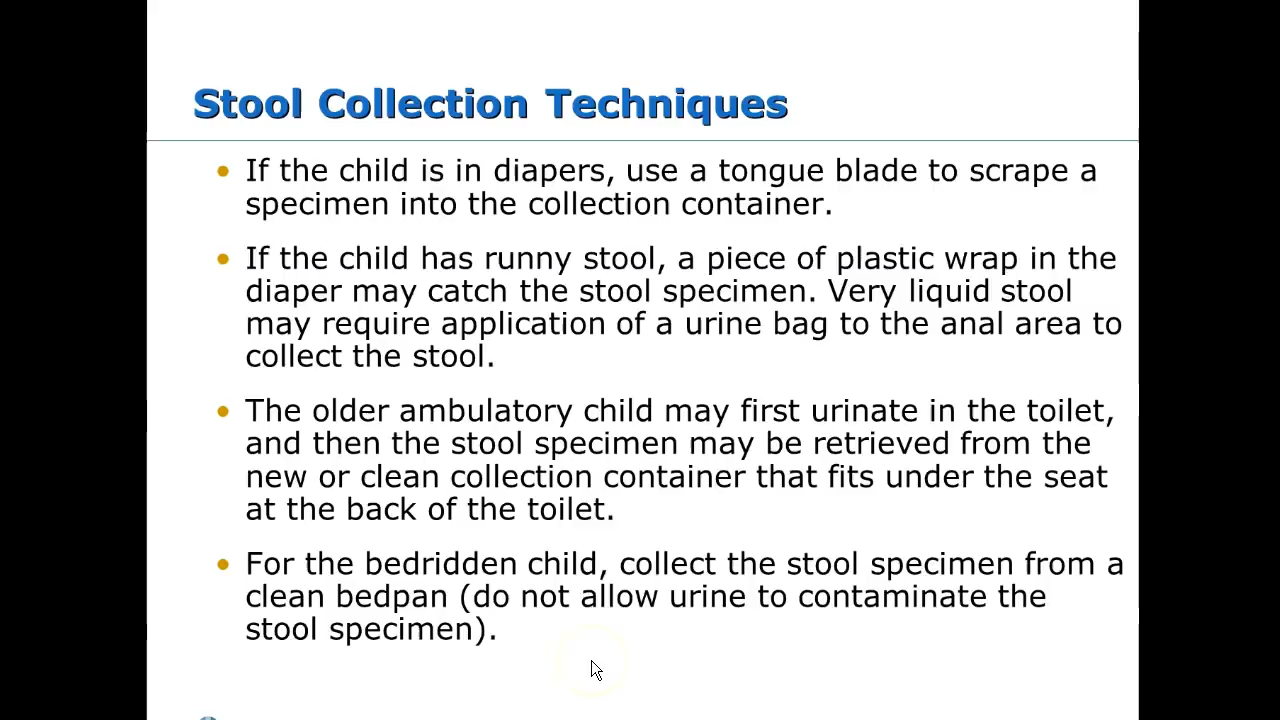 Stool Collection Techniques
• If the child is in diapers, use a tongue blade to scrape a
specimen into the collection container.
• If the child has runny stool, a piece of plastic wrap in the
diaper may catch the stool specimen. Very liquid stool
may require application of a urine bag to the anal area to
collect the stool.
• The older ambulatory child may first urinate in the toilet,
and then the stool specimen may be retrieved from the
new or clean collection container that fits under the seat
at the back of the toilet.
• For the bedridden child, collect the stool specimen from a
clean bedpan (do not allow urine to contaminate the
stool specimen).